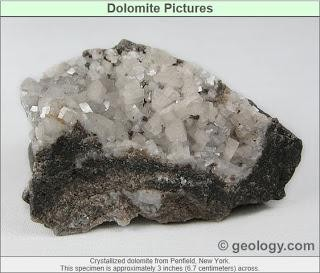 Dolomite Pictures
© geology.com
Crystallized dolomite from Penfield, New York.
This specimen is approximately 3 inches (6.7 centimeters) across.